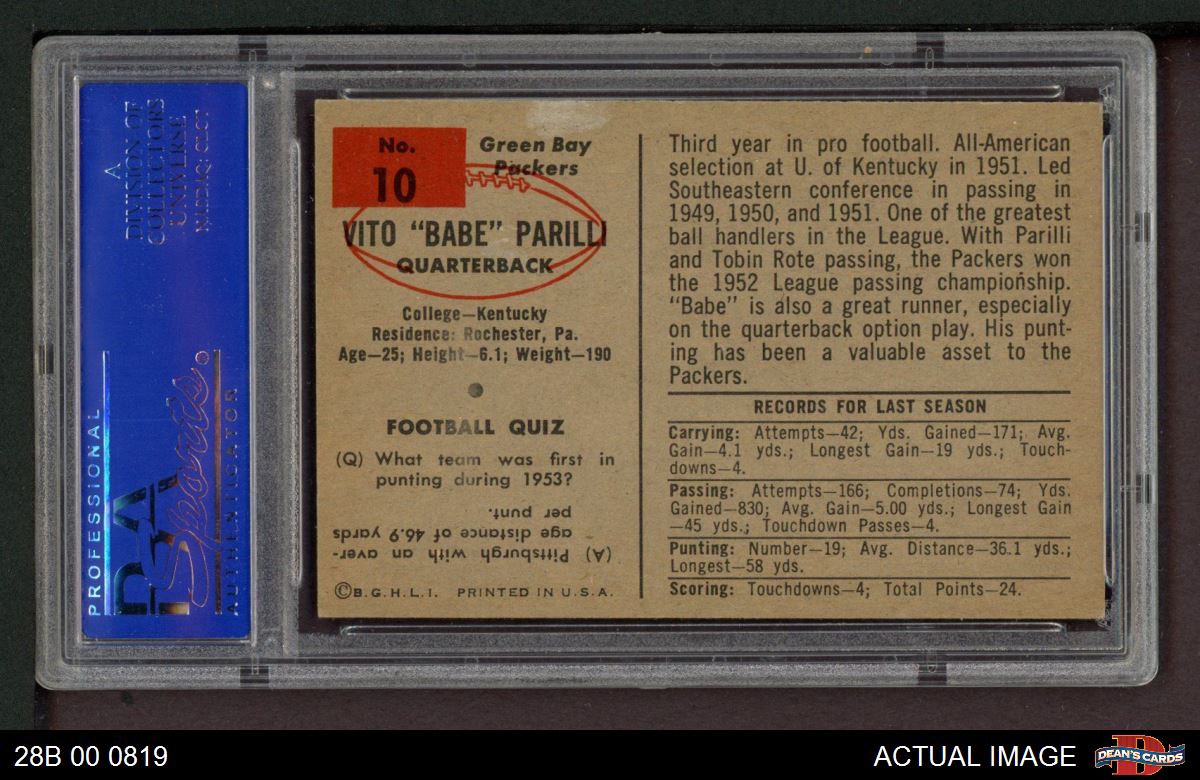 A
DIVISION OF
COLLECTORS
UNIVERSE
NASDAQ: CLCT
PROFESSIONAL
PSA
Sports
®
AUTHENTICATOR
No.
10
Green Bay
Packers
VITO "BABE" PARILLI
QUARTERBACK
College—Kentucky
Residence: Rochester, Pa.
Age—25; Height—6.1; Weight—190
FOOTBALL QUIZ
(Q) What team was first in
punting during 1953?
(A) Pittsburgh with an aver-
age distance of 46.9 yards
per punt.
©B.G.H.L.I. PRINTED IN U.S.A.
Third year in pro football. All-American
selection at U. of Kentucky in 1951. Led
Southeastern conference in passing in
1949, 1950, and 1951. One of the greatest
ball handlers in the League. With Parilli
and Tobin Rote passing, the Packers won
the 1952 League passing championship.
"Babe" is also a great runner, especially
on the quarterback option play. His punt-
ing has been a valuable asset to the
Packers.
RECORDS FOR LAST SEASON
Carrying: Attempts—42; Yds. Gained—171; Avg.
Gain—4.1 yds.; Longest Gain—19 yds.; Touch-
downs—4.
Passing: Attempts—166; Completions—74; Yds.
Gained—830; Avg. Gain—5.00 yds.; Longest Gain
—45 yds.; Touchdown Passes—4.
Punting: Number—19; Avg. Distance—36.1 yds.;
Longest—58 yds.
Scoring: Touchdowns—4; Total Points—24.
28B 00 0819
ACTUAL IMAGE
D
DEAN'S CARDS